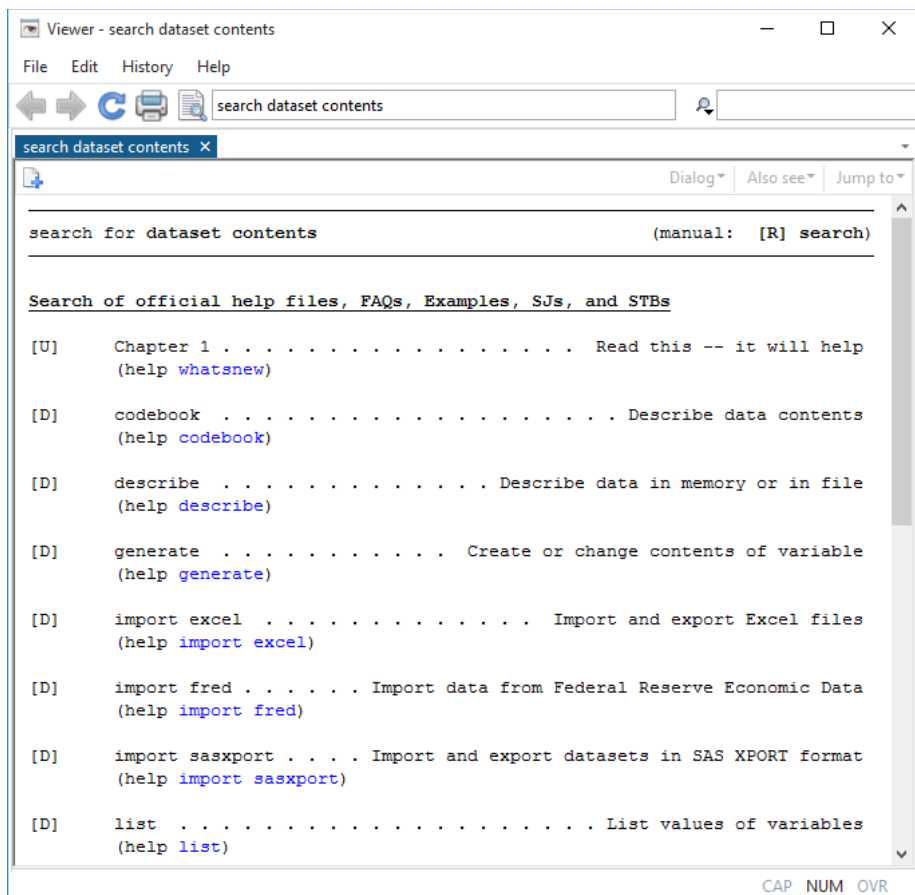 Viewer - search dataset contents
File Edit History Help
search dataset contents
search dataset contents
Dialog Also see Jump to
search for dataset contents (manual: [R] search)
Search of official help files, FAQs, Examples, SJs, and STBs
[U] Chapter 1 . . . . . . . . . . . . . . . . . . Read this -- it will help
(help whatsnew)
[D] codebook . . . . . . . . . . . . . . . . . . . Describe data contents
(help codebook)
[D] describe . . . . . . . . . . . . . Describe data in memory or in file
(help describe)
[D] generate . . . . . . . . . . . Create or change contents of variable
(help generate)
[D] import excel . . . . . . . . . . . . . Import and export Excel files
(help import excel)
[D] import fred . . . . . . Import data from Federal Reserve Economic Data
(help import fred)
[D] import sasxport . . . . Import and export datasets in SAS XPORT format
(help import sasxport)
[D] list . . . . . . . . . . . . . . . . . . . . List values of variables
(help list)
CAP NUM OVR